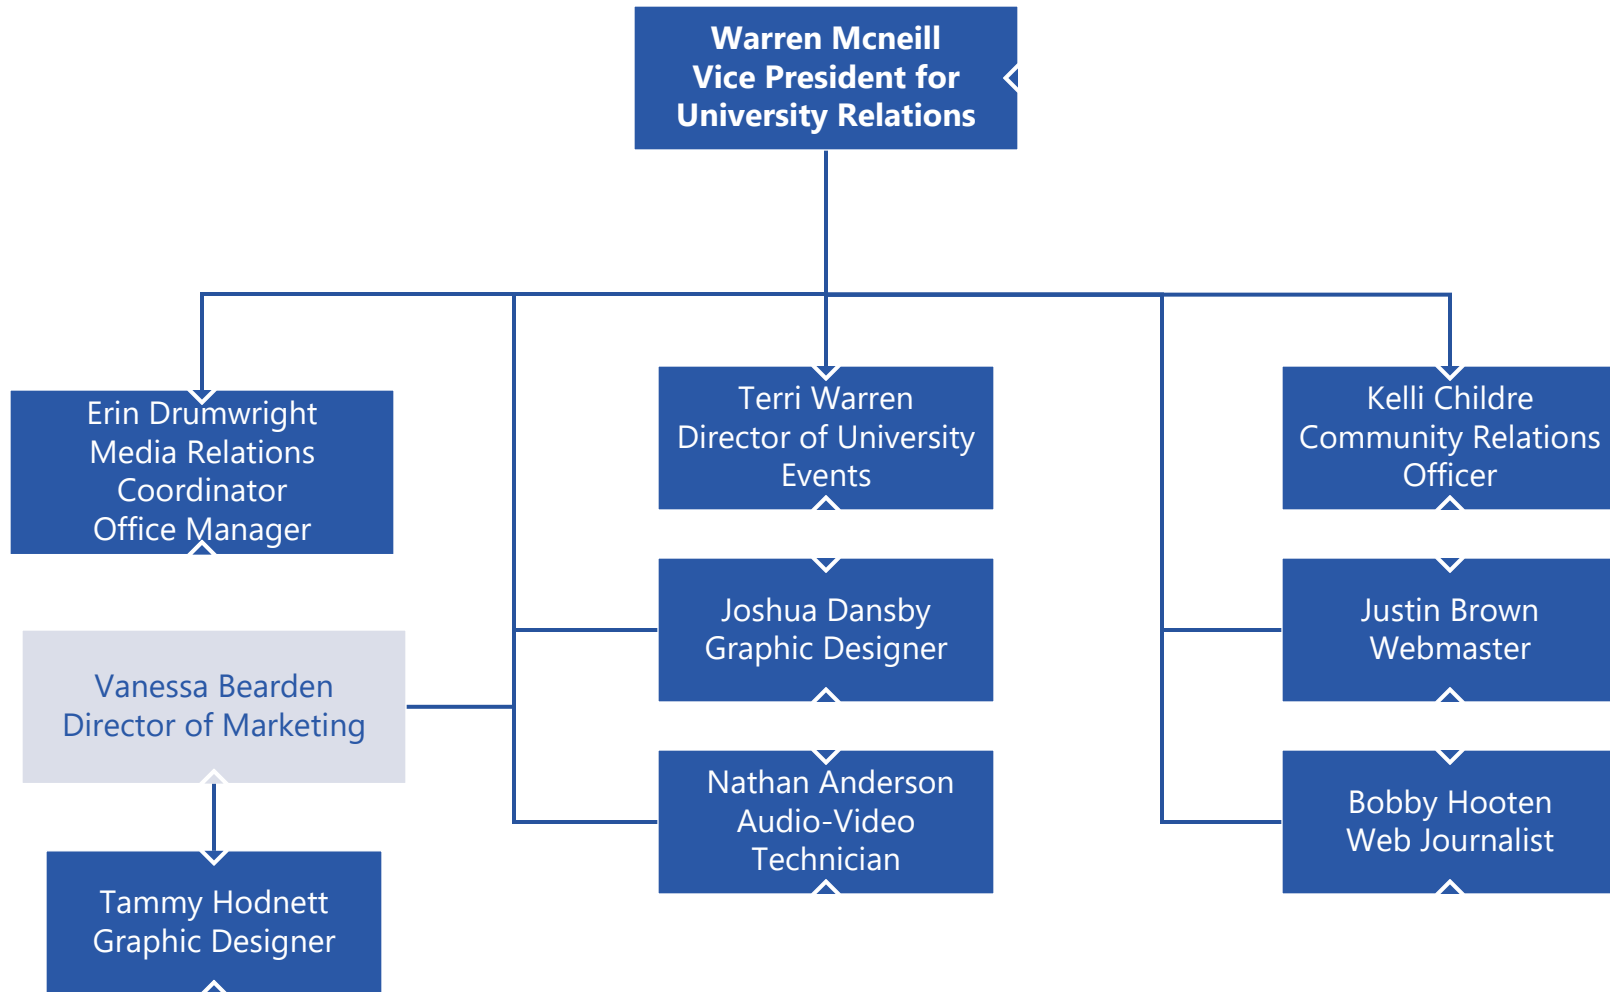 Warren Mcneill
Vice President for
University Relations
Erin Drumwright
Media Relations
Coordinator
Office Manager
Terri Warren
Director of University
Events
Kelli Childre
Community Relations
Officer
Joshua Dansby
Graphic Designer
Justin Brown
Webmaster
Vanessa Bearden
Director of Marketing
Nathan Anderson
Audio-Video
Technician
Bobby Hooten
Web Journalist
Tammy Hodnett
Graphic Designer